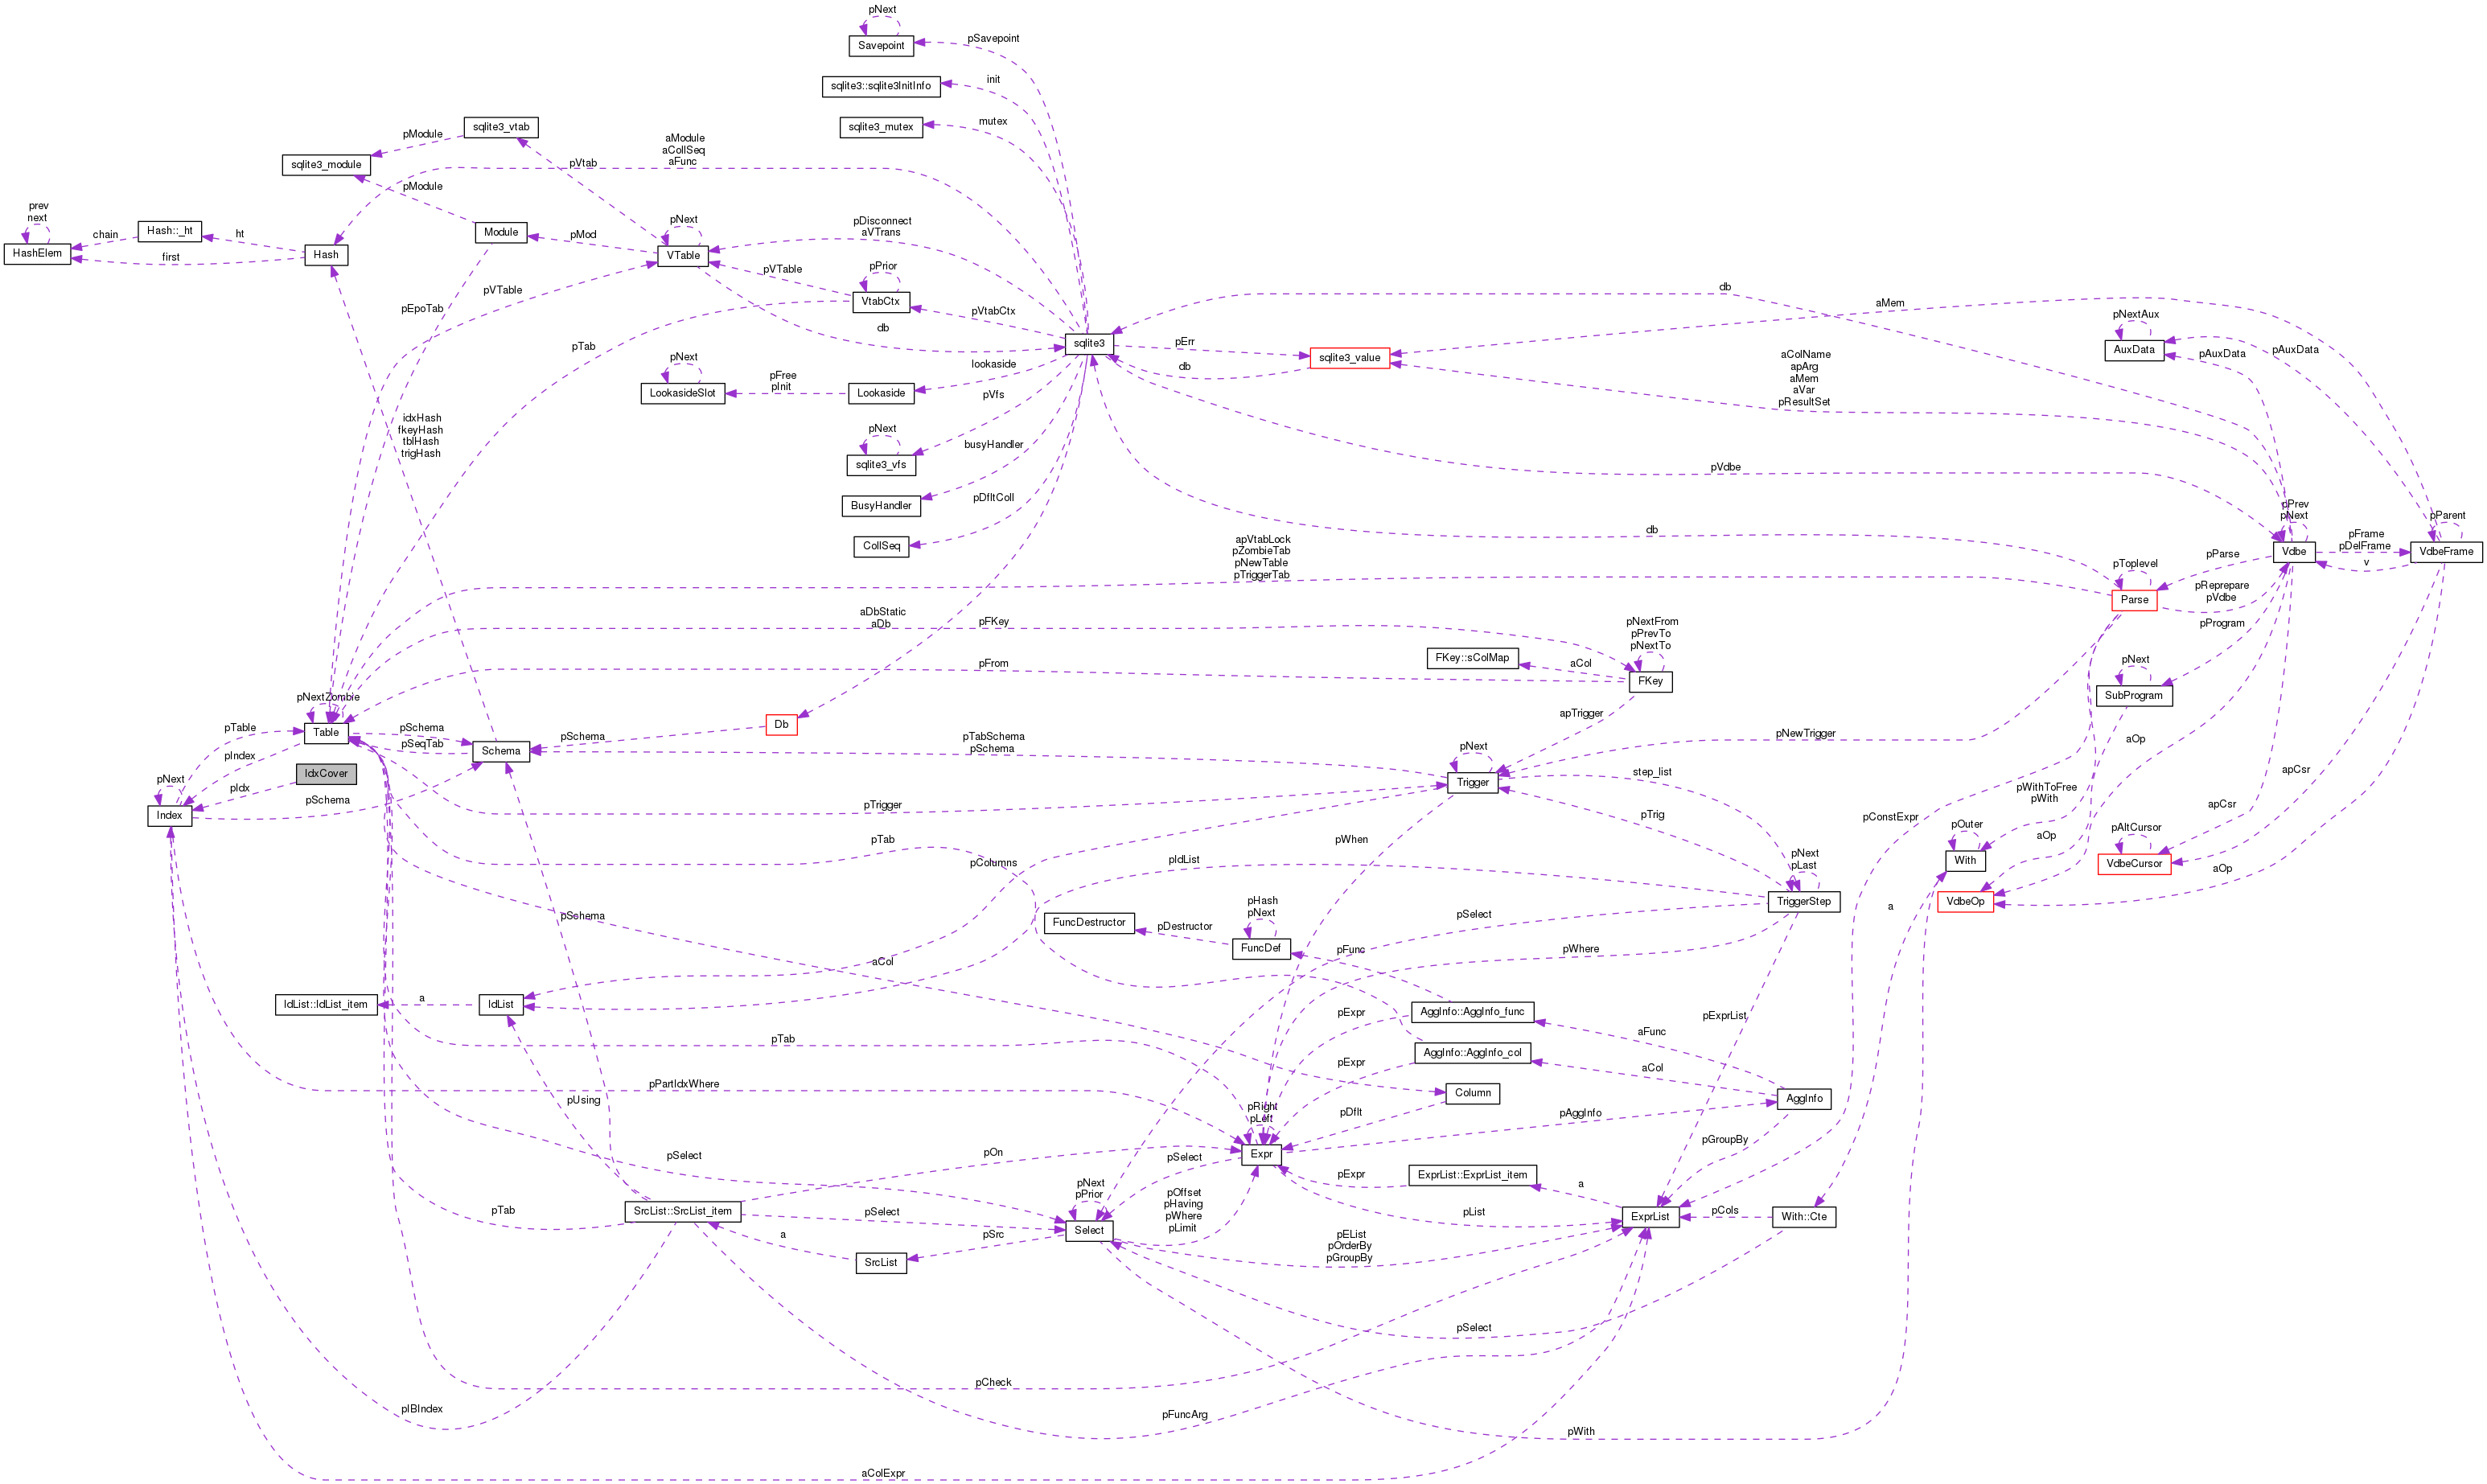 pNext
Savepoint
pSavepoint
sqlite3::sqlite3InitInfo
init
sqlite3_mutex
mutex
sqlite3_vtab
pModule
sqlite3_module
aModule
aCollSeq
aFunc
pVtab
pModule
prev
next
HashElem
chain
Hash::_ht
ht
first
Hash
Module
pMod
pNext
VTable
pDisconnect
aVTrans
pVTable
pPrior
VtabCtx
pVtabCtx
pEpoTab
pVTable
pTab
db
sqlite3
pErr
sqlite3_value
db
db
aMem
pNextAux
AuxData
pAuxData
pAuxData
aColName
apArg
aMem
aVar
pResultSet
pNext
LookasideSlot
pFree
pInit
Lookaside
lookaside
pVfs
pNext
sqlite3_vfs
busyHandler
BusyHandler
pDfltColl
CollSeq
idxHash
fkeyHash
tblHash
trigHash
pVdbe
db
pPrev
pNext
Vdbe
pFrame
pDelFrame
v
pParent
VdbeFrame
apVtabLock
pZombieTab
pNewTable
pTriggerTab
pToplevel
Parse
pParse
pReprepare
pVdbe
pProgram
aDbStatic
aDb
pFKey
pFrom
FKey::sColMap
aCol
pNextFrom
pPrevTo
pNextTo
FKey
pNext
SubProgram
apTrigger
pNextZombie
Table
pTable
pSchema
pSeqTab
Schema
pSchema
Db
pTabSchema
pSchema
pNext
Trigger
pNewTrigger
step_list
aOp
apCsr
pIndex
IdxCover
pIdx
pNext
Index
pSchema
pTrigger
pTrig
pWhen
pConstExpr
pWithToFree
pWith
aOp
pOuter
With
apCsr
pAltCursor
VdbeCursor
aOp
VdbeOp
pTab
pColumns
pIdList
pNext
pLast
TriggerStep
a
pSchema
FuncDestructor
pDestructor
pHash
pNext
FuncDef
pFunc
pSelect
pWhere
aCol
IdList::IdList_item
a
IdList
AggInfo::AggInfo_func
pExpr
pExprList
aFunc
pTab
AggInfo::AggInfo_col
pExpr
aCol
pPartIdxWhere
Column
pDflt
AggInfo
pUsing
pRight
pLeft
Expr
pAggInfo
pGroupBy
pOn
pSelect
pSelect
ExprList::ExprList_item
pExpr
a
SrcList::SrcList_item
pTab
pSelect
pNext
pPrior
Select
pOffset
pHaving
pWhere
pLimit
pList
ExprList
pCols
With::Cte
a
SrcList
pSrc
pEList
pOrderBy
pGroupBy
pSelect
pCheck
pIBIndex
pFuncArg
pWith
aColExpr